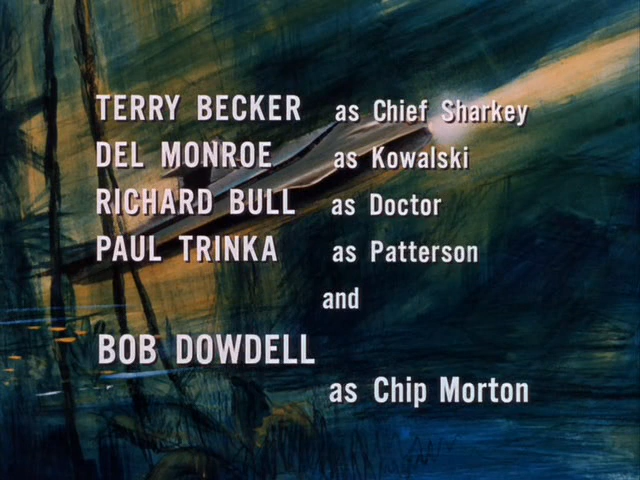 TERRY BECKER as Chief Sharkey
DEL MONROE as Kowalski
RICHARD BULL as Doctor
PAUL TRINKA as Patterson
and
BOB DOWDELL
as Chip Morton